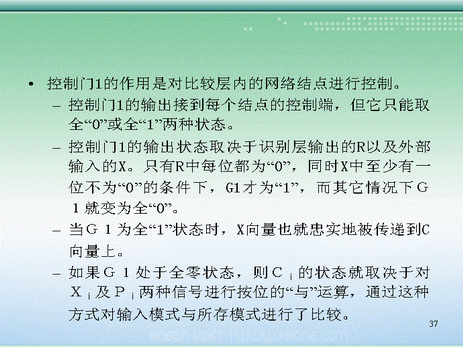 • 控制门1的作用是对比较层内的网络结点进行控制。
– 控制门1的输出接到每个结点的控制端，但它只能取
全“0”或全“1”两种状态。
– 控制门1的输出状态取决于识别层输出的R以及外部
输入的X。只有R中每位都为“0”，同时X中至少有一
位不为“0”的条件下，G1才为“1”，而其它情况下Ｇ
１就变为全“0”。
– 当Ｇ１为全“1”状态时，X向量也就忠实地被传递到C
向量上。
– 如果Ｇ１处于全零状态，则Ｃi的状态就取决于对
Ｘi及Ｐi两种信号进行按位的“与”运算，通过这种
方式对输入模式与所存模式进行了比较。
37